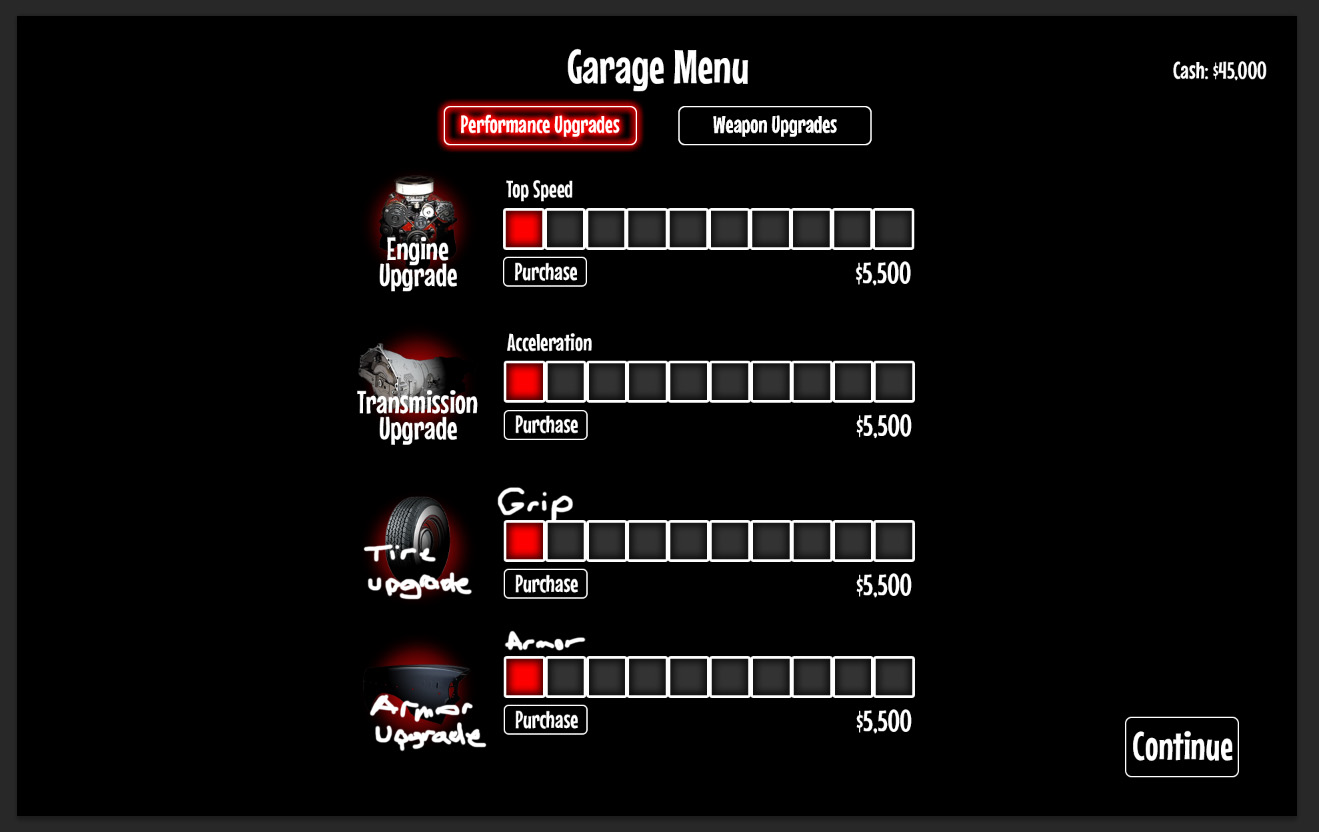 Garage Menu
Cash: $45,000
Performance Upgrades
Weapon Upgrades
Top Speed
Engine
Upgrade
Purchase
$5,500
Acceleration
Transmission
Upgrade
Purchase
$5,500
Grip
Tire
upgrade
Purchase
$5,500
Armor
Armor
Upgrade
Purchase
$5,500
Continue